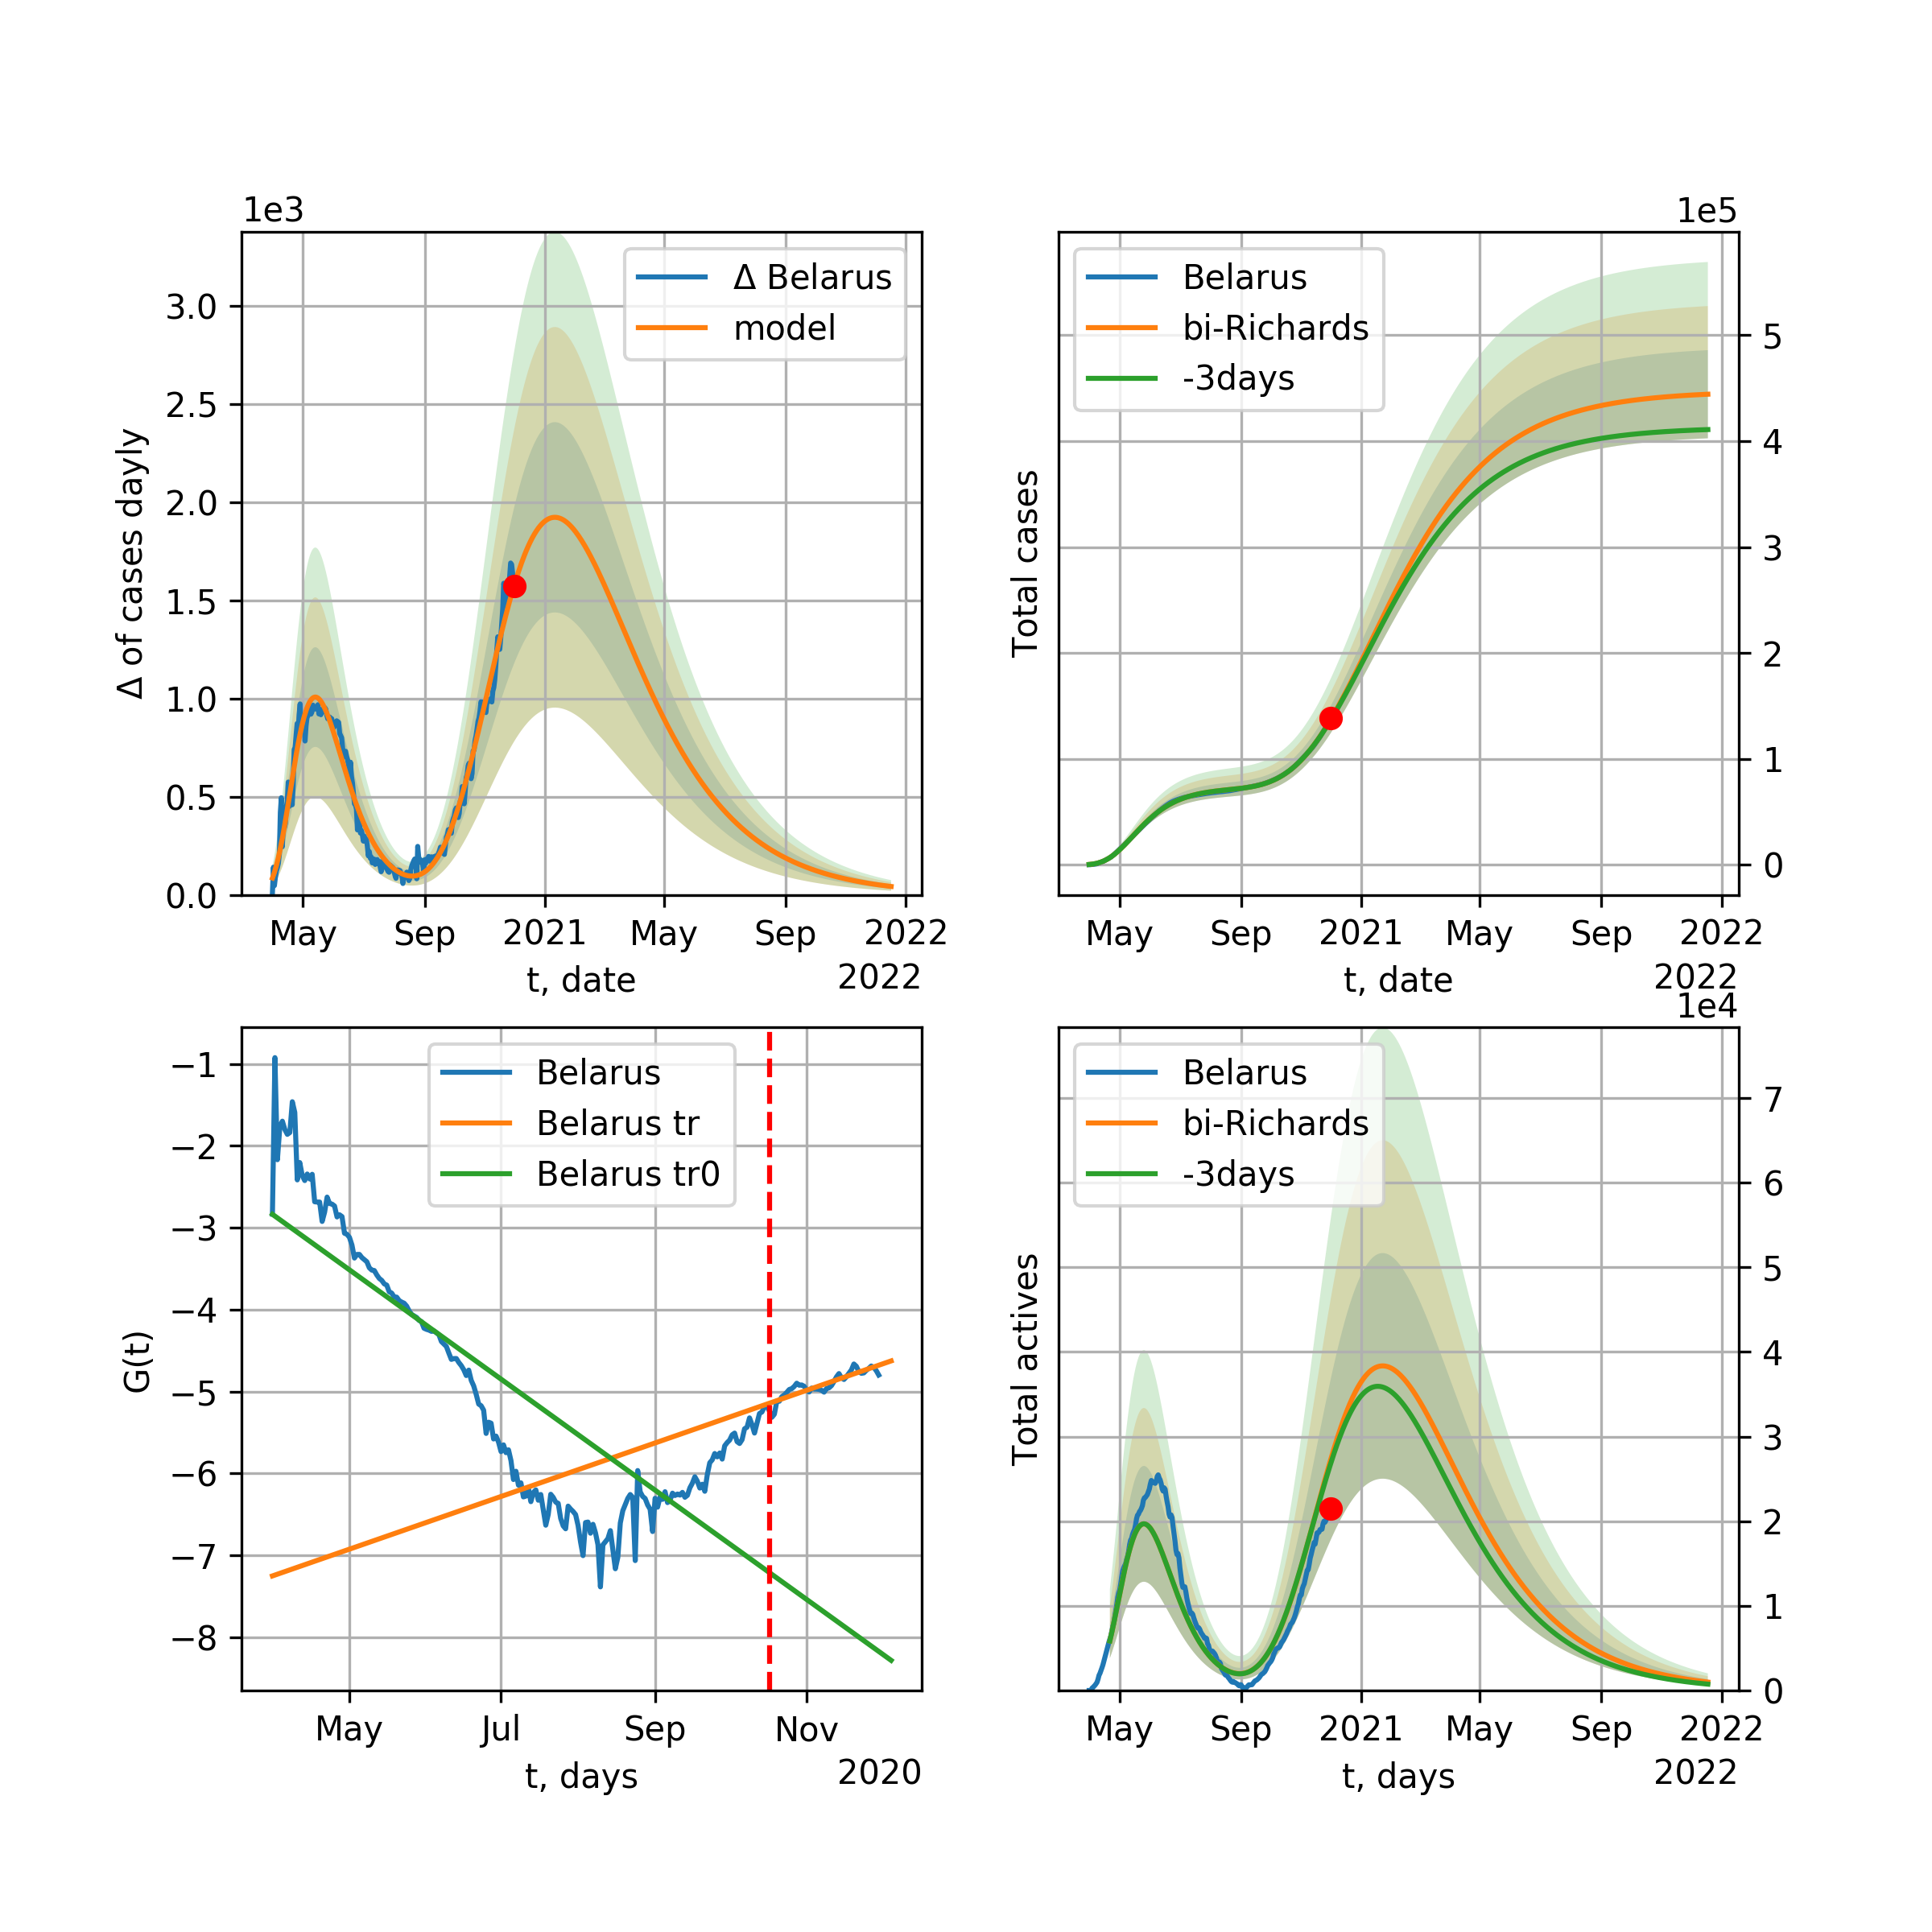 1e3
Δ Belarus
model
3.0
2.5
2.0
1.5
1.0
0.5
0.0
Δ of cases dayly
May Sep 2021 May Sep 2022
t, date
2022
1e5
Belarus
bi-Richards
-3days
5
4
3
2
1
0
Total cases
May Sep 2021 May Sep 2022
t, date
2022
Belarus
Belarus tr
Belarus tr0
−1
−2
−3
−4
−5
−6
−7
−8
G(t)
May Jul Sep Nov
t, days
2020
1e4
Belarus
bi-Richards
-3days
7
6
5
4
3
2
1
0
Total actives
May Sep 2021 May Sep 2022
t, days
2022